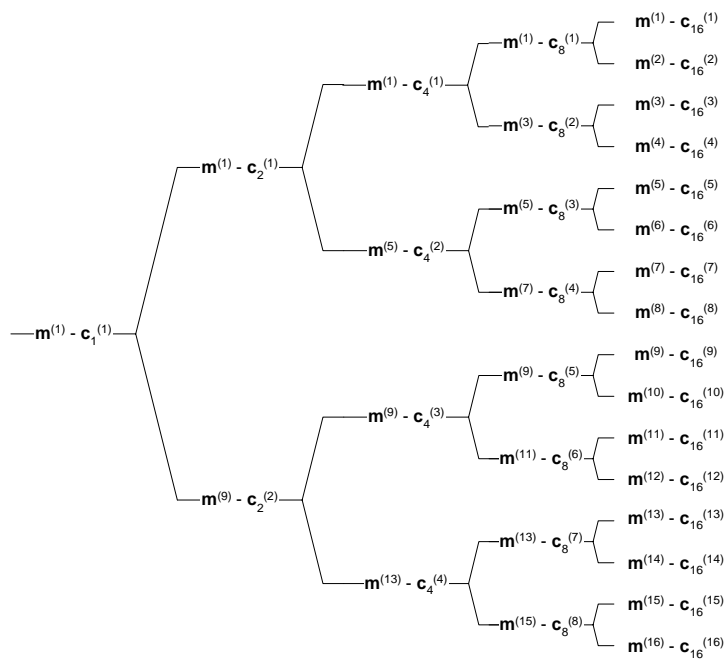 m⁽¹⁾ - c₁₆⁽¹⁾
m⁽¹⁾ - c₈⁽¹⁾
m⁽²⁾ - c₁₆⁽²⁾
m⁽¹⁾ - c₄⁽¹⁾
m⁽³⁾ - c₁₆⁽³⁾
m⁽³⁾ - c₈⁽²⁾
m⁽⁴⁾ - c₁₆⁽⁴⁾
m⁽¹⁾ - c₂⁽¹⁾
m⁽⁵⁾ - c₁₆⁽⁵⁾
m⁽⁵⁾ - c₈⁽³⁾
m⁽⁶⁾ - c₁₆⁽⁶⁾
m⁽⁵⁾ - c₄⁽²⁾
m⁽⁷⁾ - c₁₆⁽⁷⁾
m⁽⁷⁾ - c₈⁽⁴⁾
m⁽⁸⁾ - c₁₆⁽⁸⁾
m⁽¹⁾ - c₁⁽¹⁾
m⁽⁹⁾ - c₁₆⁽⁹⁾
m⁽⁹⁾ - c₈⁽⁵⁾
m⁽¹⁰⁾ - c₁₆⁽¹⁰⁾
m⁽⁹⁾ - c₄⁽³⁾
m⁽¹¹⁾ - c₁₆⁽¹¹⁾
m⁽¹¹⁾ - c₈⁽⁶⁾
m⁽¹²⁾ - c₁₆⁽¹²⁾
m⁽⁹⁾ - c₂⁽²⁾
m⁽¹³⁾ - c₁₆⁽¹³⁾
m⁽¹³⁾ - c₈⁽⁷⁾
m⁽¹⁴⁾ - c₁₆⁽¹⁴⁾
m⁽¹³⁾ - c₄⁽⁴⁾
m⁽¹⁵⁾ - c₁₆⁽¹⁵⁾
m⁽¹⁵⁾ - c₈⁽⁸⁾
m⁽¹⁶⁾ - c₁₆⁽¹⁶⁾